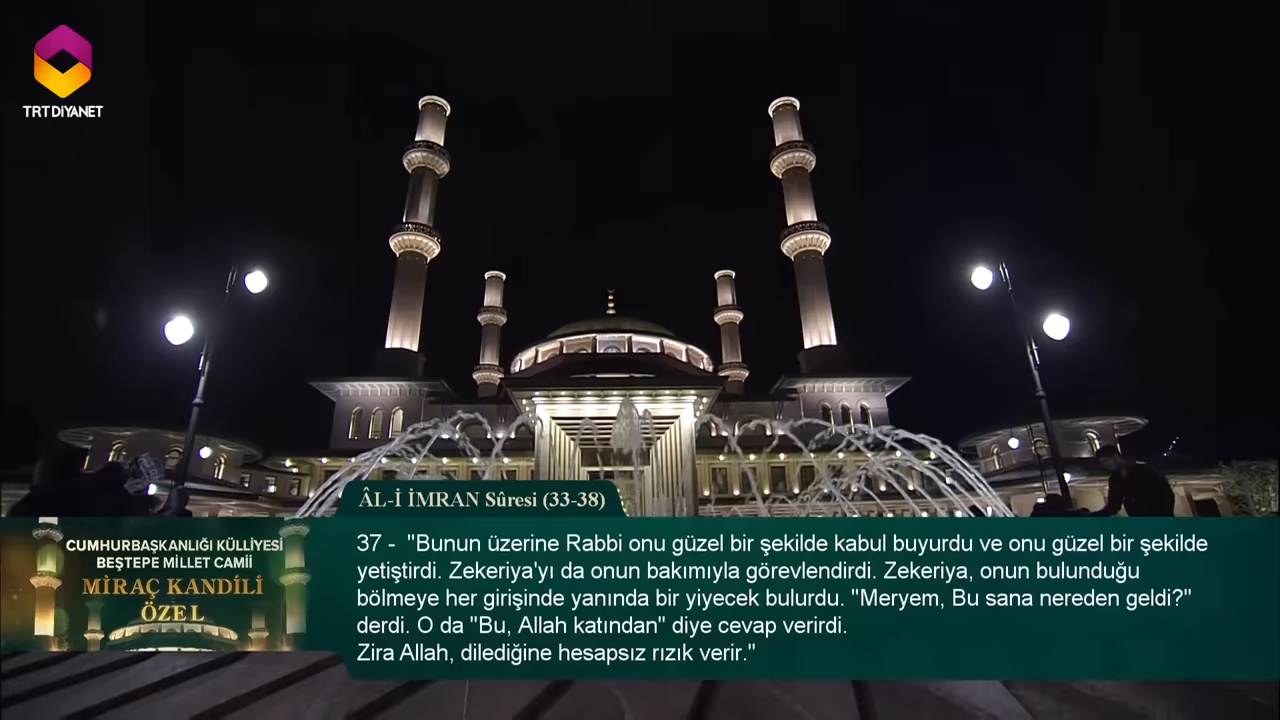 TRT DİYANET
ÂL-İ İMRAN Sûresi (33-38)
CUMHURBAŞKANLIĞI KÜLLİYESİ
BEŞTEPE MİLLET CAMİİ
MİRAÇ KANDİLİ
ÖZEL
37 - "Bunun üzerine Rabbi onu güzel bir şekilde kabul buyurdu ve onu güzel bir şekilde
yetiştirdi. Zekeriya'yı da onun bakımıyla görevlendirdi. Zekeriya, onun bulunduğu
bölmeye her girişinde yanında bir yiyecek bulurdu. "Meryem, Bu sana nereden geldi?"
derdi. O da "Bu, Allah katından" diye cevap verirdi.
Zira Allah, dilediğine hesapsız rızık verir."